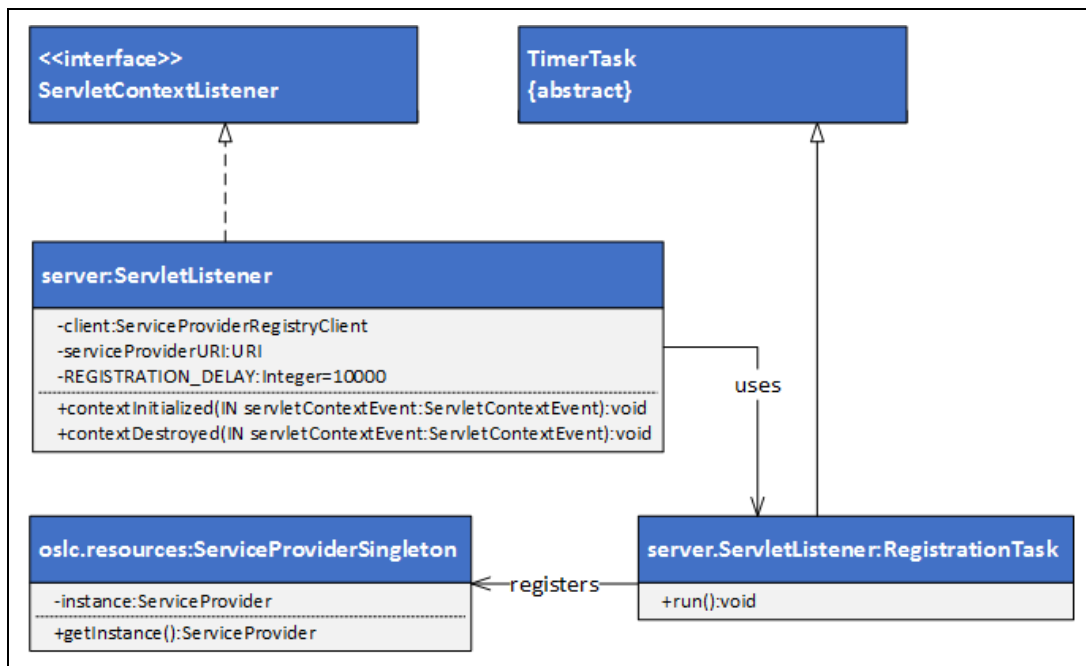 <<interface>>
ServletContextListener
TimerTask
{abstract}
server:ServletListener
-client:ServiceProviderRegistryClient
-serviceProviderURI:URI
-REGISTRATION_DELAY:Integer=10000
+contextInitialized(IN servletContextEvent:ServletContextEvent):void
+contextDestroyed(IN servletContextEvent:ServletContextEvent):void
uses
oslc.resources:ServiceProviderSingleton
-instance:ServiceProvider
+getInstance():ServiceProvider
registers
server.ServletListener:RegistrationTask
+run():void